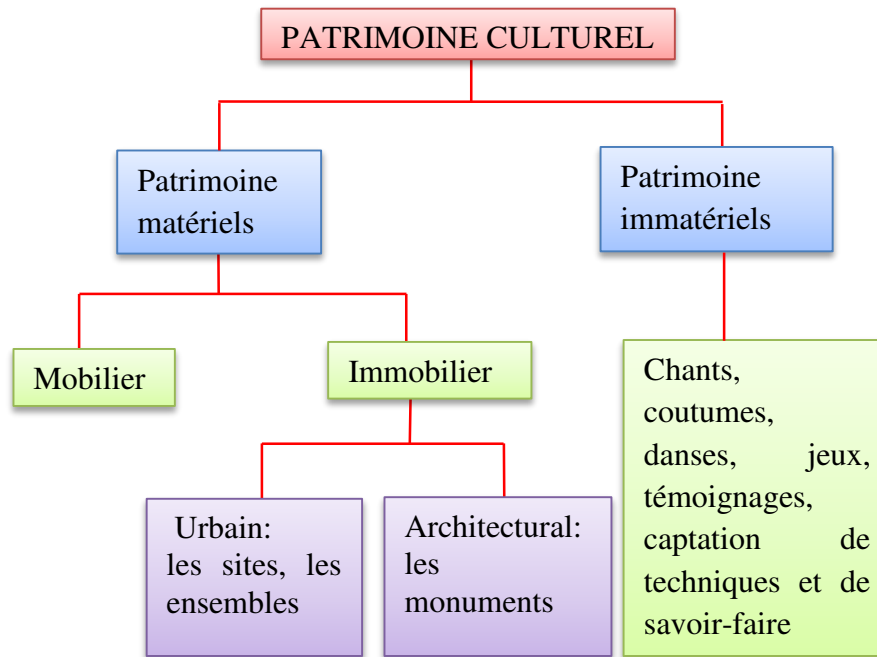 PATRIMOINE CULTUREL
Patrimoine
matériels
Patrimoine
immatériels
Mobilier
Immobilier
Urbain:
les sites, les
ensembles
Architectural:
les
monuments
Chants,
coutumes,
danses, jeux,
témoignages,
captation de
techniques et de
savoir-faire